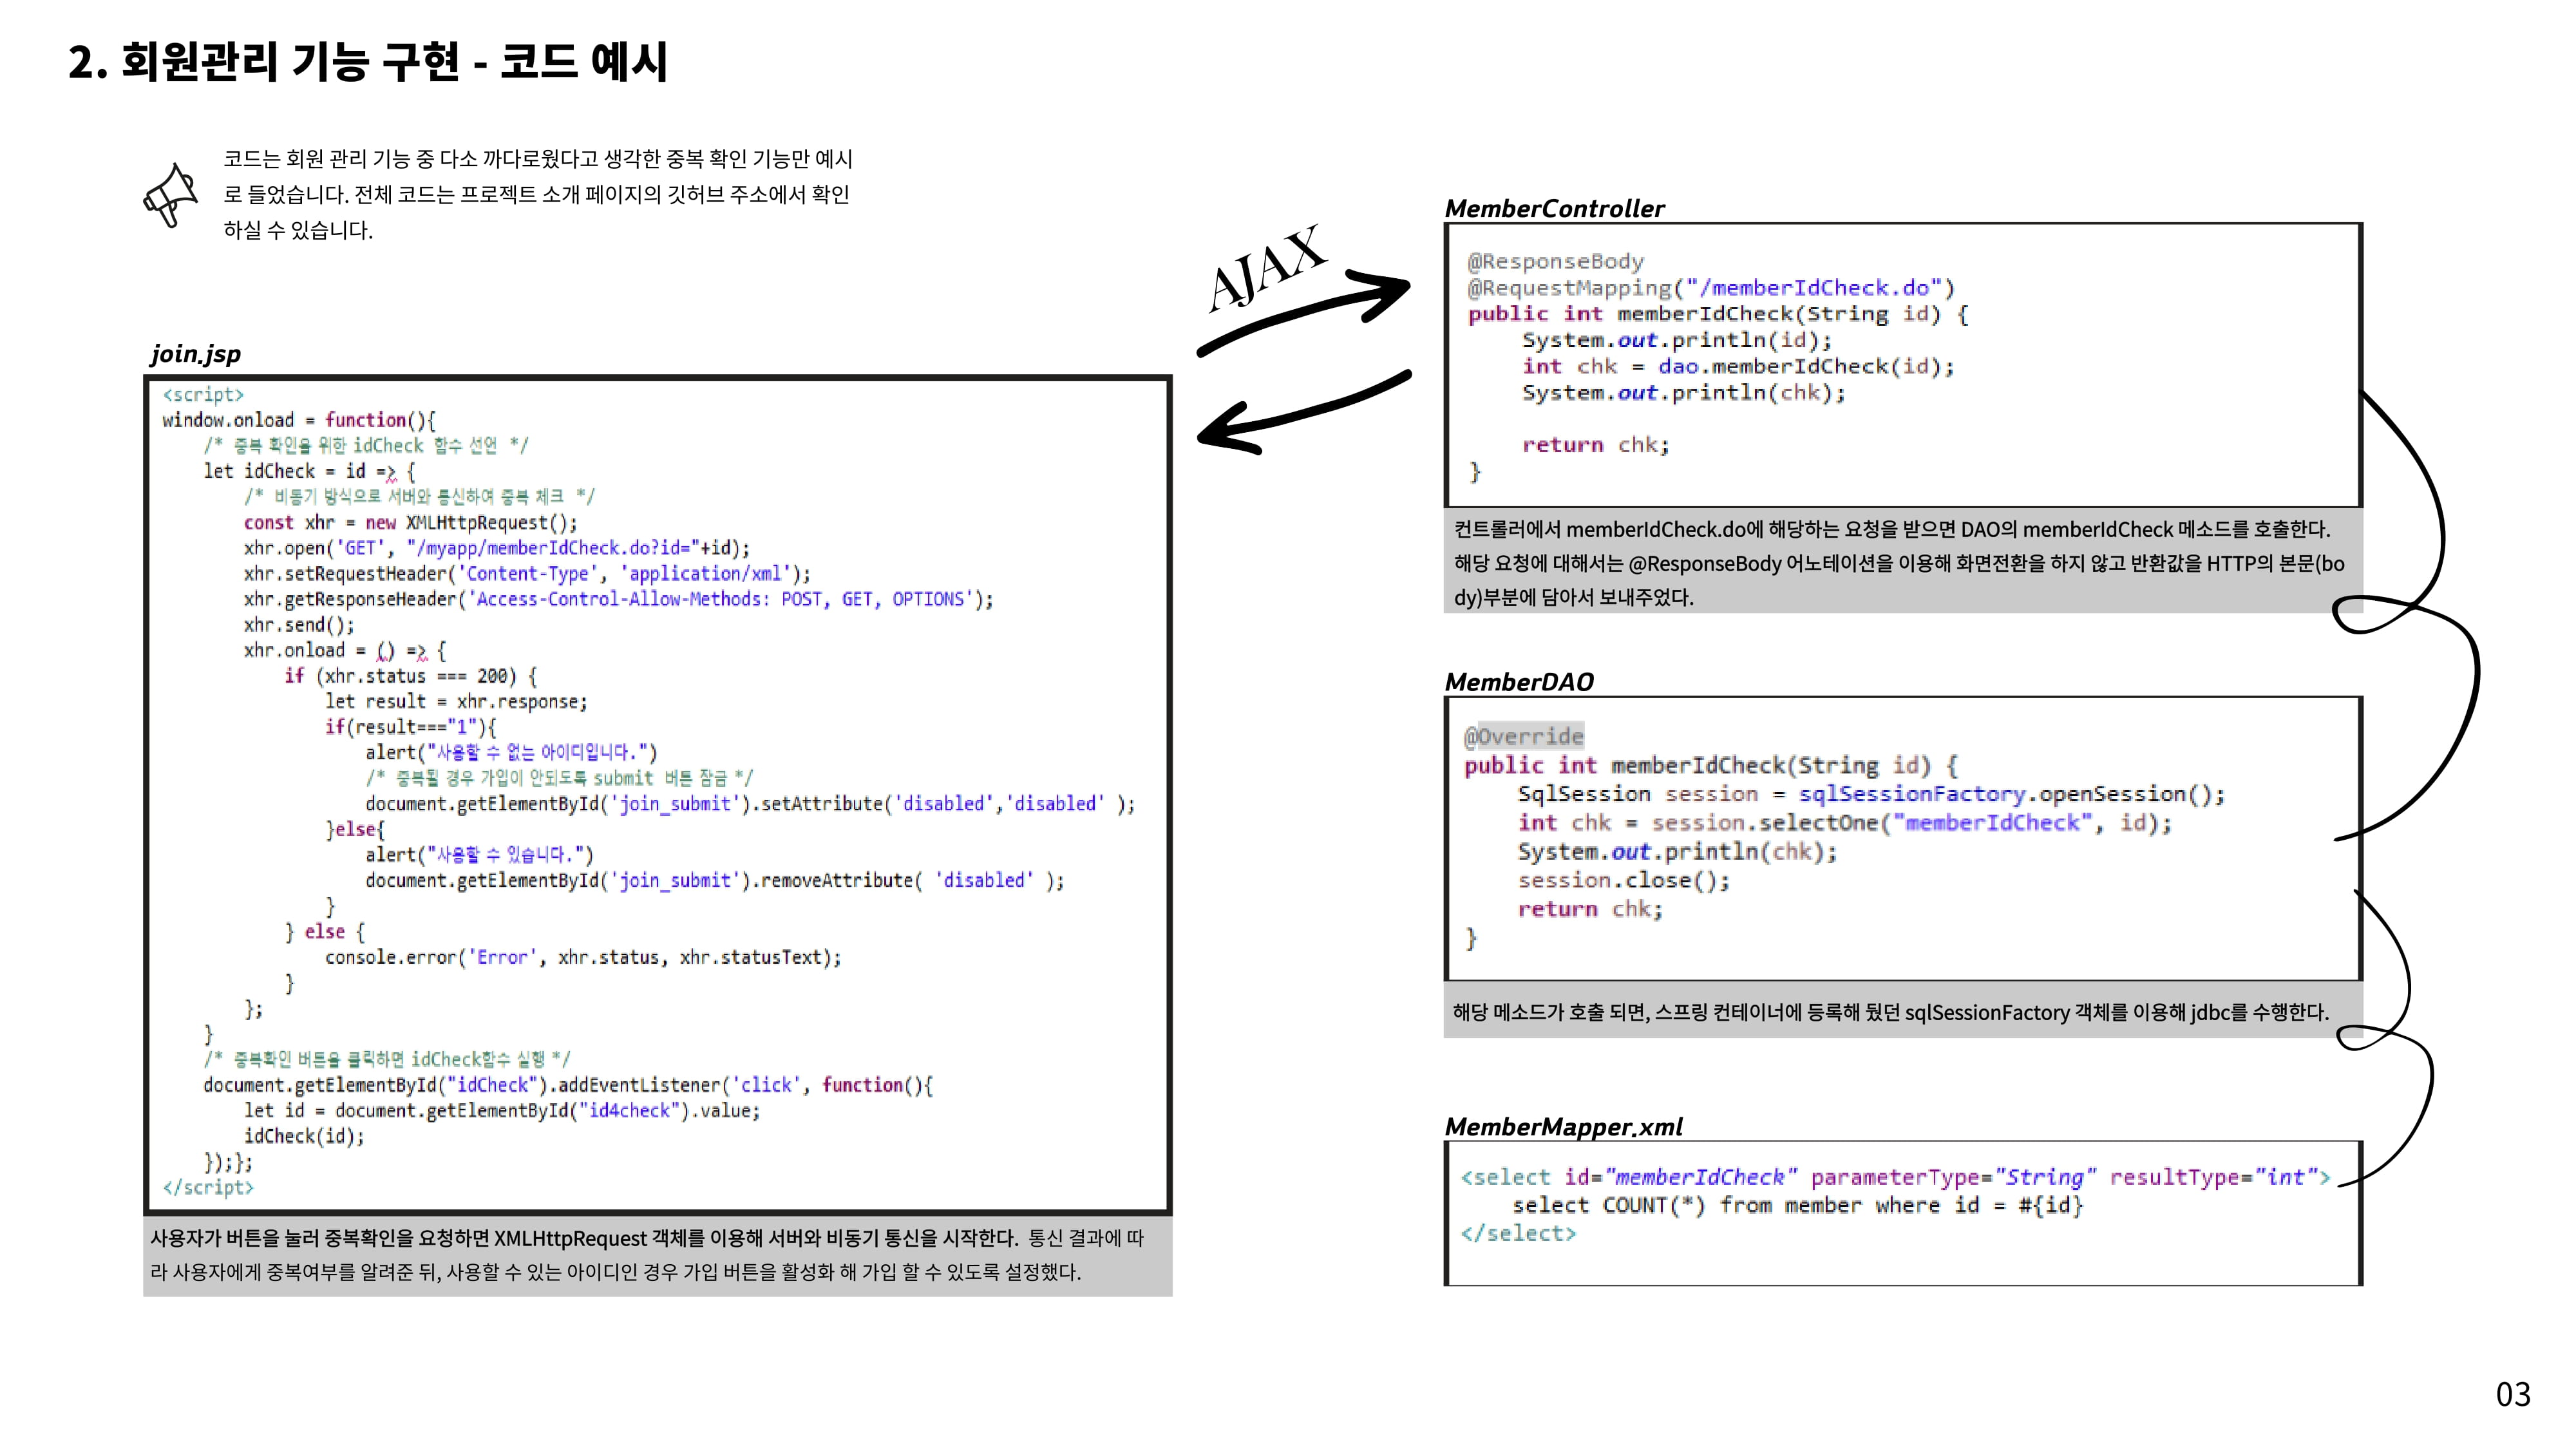 2. 회원관리 기능 구현 - 코드 예시
코드는 회원 관리 기능 중 다소 까다로웠다고 생각한 중복 확인 기능만 예시
로 들었습니다. 전체 코드는 프로젝트 소개 페이지의 깃허브 주소에서 확인
하실 수 있습니다.
join.jsp
<script>
window.onload = function(){
/* 중복 확인을 위한 idCheck 함수 선언 */
let idCheck = id => {
/* 비동기 방식으로 서버와 통신하여 중복 체크 */
const xhr = new XMLHttpRequest();
xhr.open('GET', "/myapp/memberIdCheck.do?id="+id);
xhr.setRequestHeader('Content-Type', 'application/xml');
xhr.getResponseHeader('Access-Control-Allow-Methods: POST, GET, OPTIONS');
xhr.send();
xhr.onload = () => {
if (xhr.status === 200) {
let result = xhr.response;
if(result==="1"){
alert("사용할 수 없는 아이디입니다.")
/* 중복될 경우 가입이 안되도록 submit 버튼 잠금 */
document.getElementById('join_submit').setAttribute('disabled','disabled' );
}else{
alert("사용할 수 있습니다.")
document.getElementById('join_submit').removeAttribute( 'disabled' );
}
} else {
console.error('Error', xhr.status, xhr.statusText);
}
};
}
/* 중복확인 버튼을 클릭하면 idCheck함수 실행 */
document.getElementById("idCheck").addEventListener('click', function(){
let id = document.getElementById("id4check").value;
idCheck(id);
});};
</script>
사용자가 버튼을 눌러 중복확인을 요청하면 XMLHttpRequest 객체를 이용해 서버와 비동기 통신을 시작한다. 통신 결과에 따
라 사용자에게 중복여부를 알려준 뒤, 사용할 수 있는 아이디인 경우 가입 버튼을 활성화 해 가입 할 수 있도록 설정했다.
AJAX
MemberController
@ResponseBody
@RequestMapping("/memberIdCheck.do")
public int memberIdCheck(String id) {
System.out.println(id);
int chk = dao.memberIdCheck(id);
System.out.println(chk);
return chk;
}
컨트롤러에서 memberIdCheck.do에 해당하는 요청을 받으면 DAO의 memberIdCheck 메소드를 호출한다.
해당 요청에 대해서는 @ResponseBody 어노테이션을 이용해 화면전환을 하지 않고 반환값을 HTTP의 본문(bo
dy)부분에 담아서 보내주었다.
MemberDAO
@Override
public int memberIdCheck(String id) {
SqlSession session = sqlSessionFactory.openSession();
int chk = session.selectOne("memberIdCheck", id);
System.out.println(chk);
session.close();
return chk;
}
해당 메소드가 호출 되면, 스프링 컨테이너에 등록해 뒀던 sqlSessionFactory 객체를 이용해 jdbc를 수행한다.
MemberMapper.xml
<select id="memberIdCheck" parameterType="String" resultType="int">
select COUNT(*) from member where id = #{id}
</select>
03